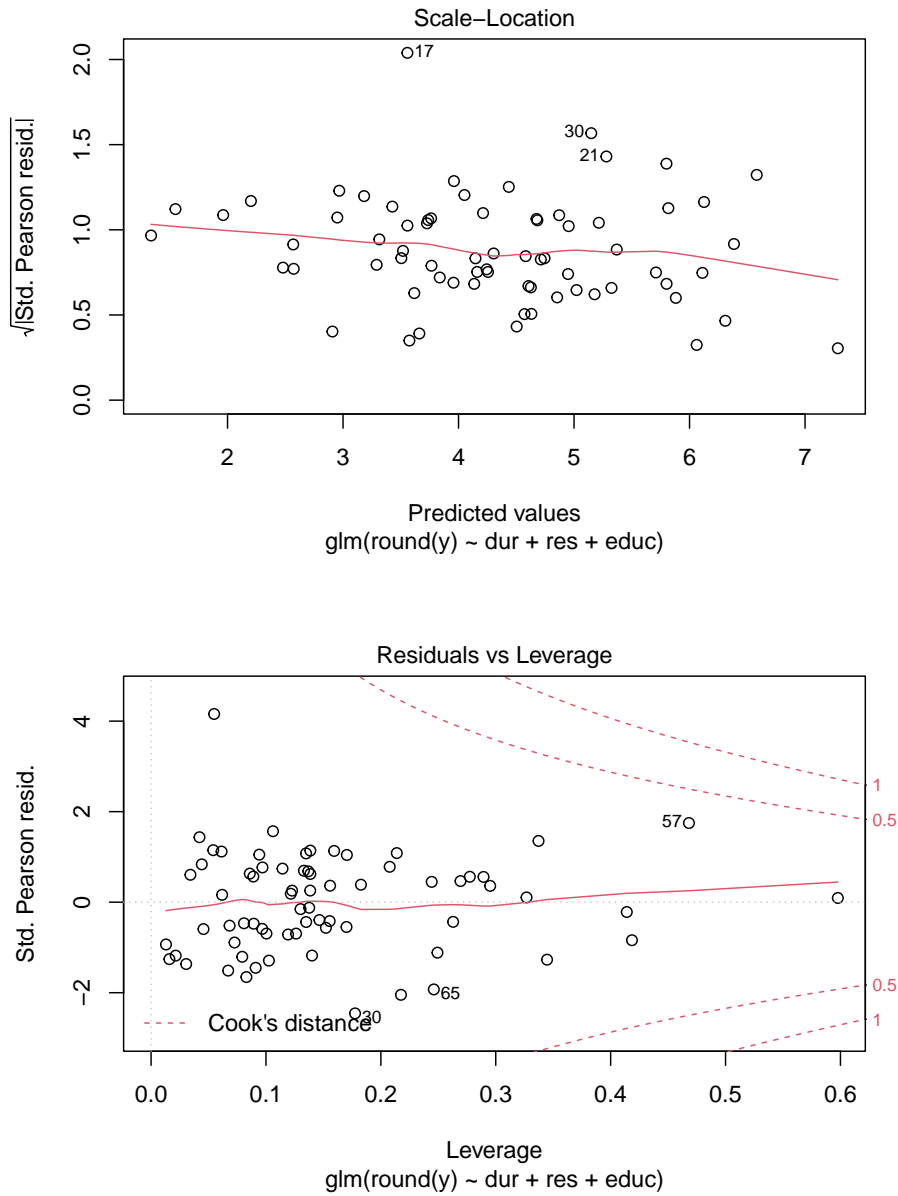 Scale−Location
√|Std. Pearson resid.|
2.0
1.5
1.0
0.5
0.0
17
30
21
2 3 4 5 6 7
Predicted values
glm(round(y) ~ dur + res + educ)
Residuals vs Leverage
Std. Pearson resid.
4
2
0
−2
57
65
30
1
0.5
0.5
1
Cook's distance
0.0 0.1 0.2 0.3 0.4 0.5 0.6
Leverage
glm(round(y) ~ dur + res + educ)